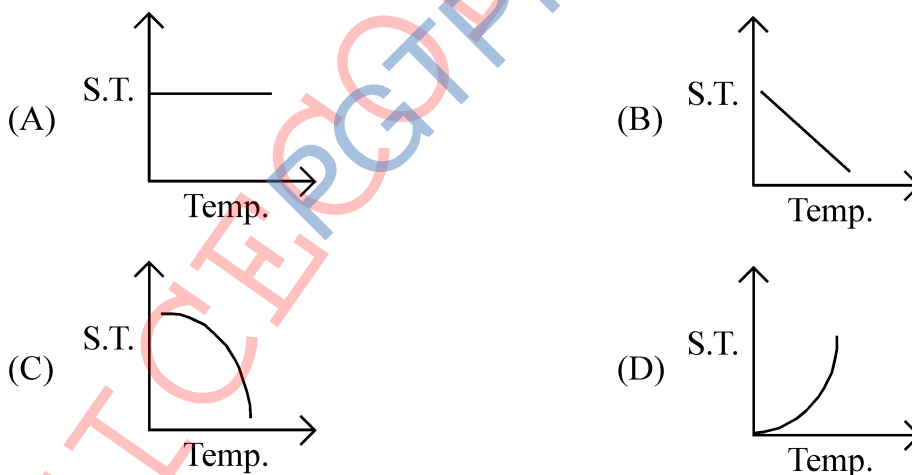 (A) S.T. Temp.
(B) S.T. Temp.
(C) S.T. Temp.
(D) S.T. Temp.